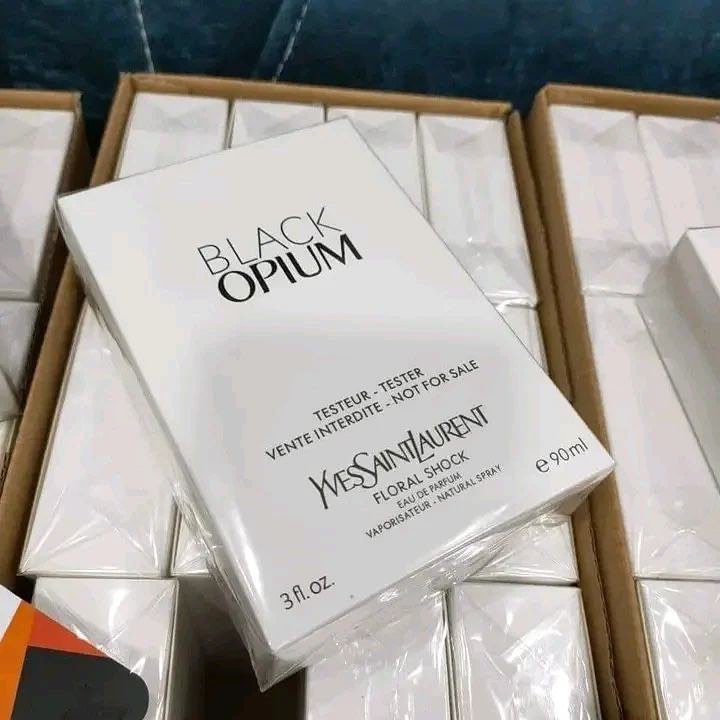 BLACK
OPIUM
TESTEUR - TESTER
VENTE INTERDITE - NOT FOR SALE
YVESSAINTLAURENT
FLORAL SHOCK
EAU DE PARFUM
VAPORISATEUR - NATURAL SPRAY
e 90ml
3 fl.oz.